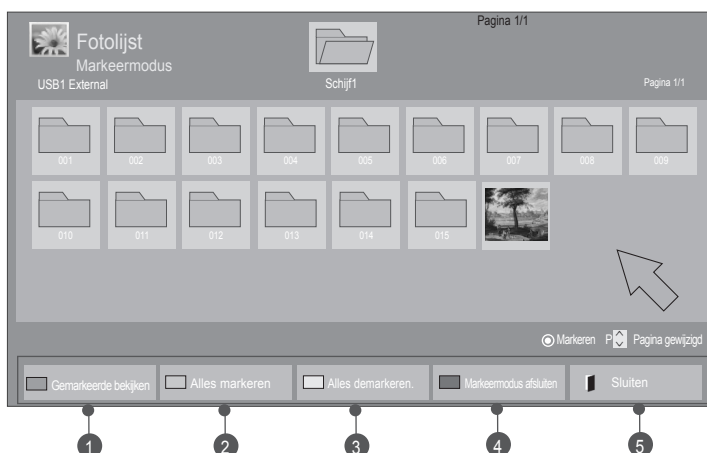 Pagina 1/1
Fotolijst
Markeermodus
USB1 External
Schijf1
Pagina 1/1
001 002 003 004 005 006 007 008 009
010 011 012 013 014 015
Markeren P Pagina gewijzigd
Gemarkeerde bekijken Alles markeren Alles demarkeren. Markeermodus afsluiten Sluiten
1 2 3 4 5